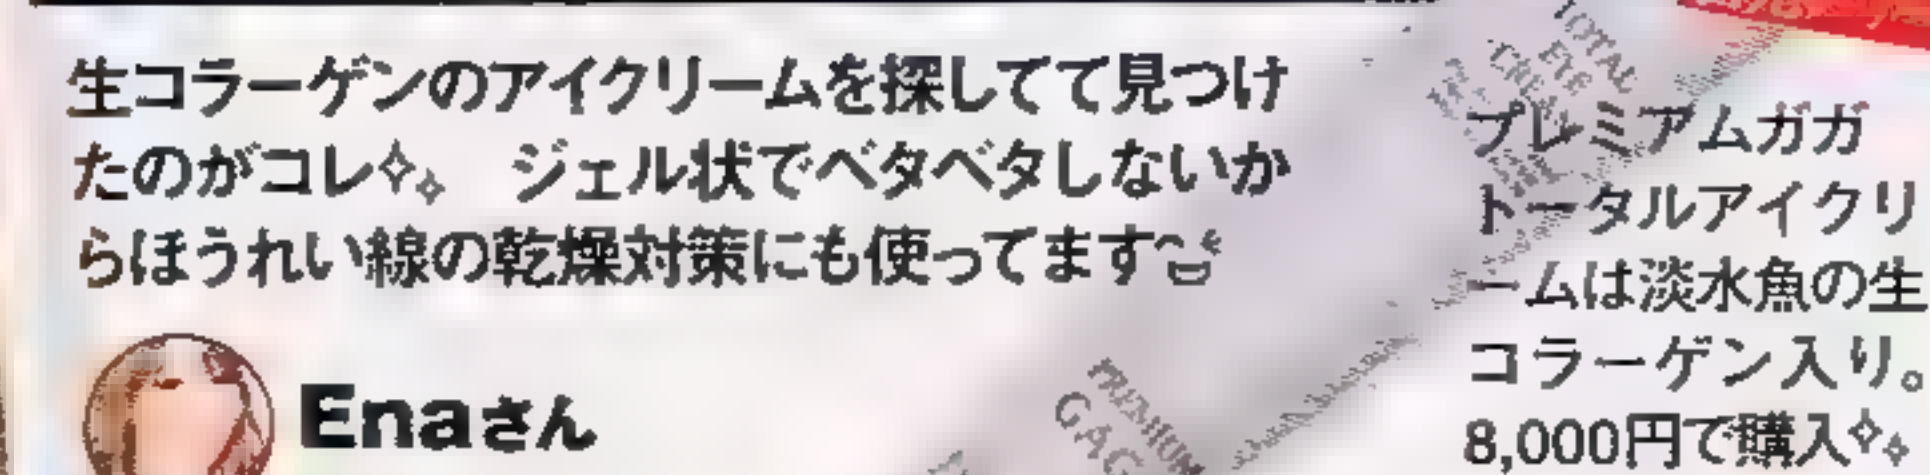 生コラーゲンのアイクリームを探してて見つけ
たのがコレ✧˖ ジェル状でベタベタしないか
らほうれい線の乾燥対策にも使ってます
Enaさん
プレミアムガガ
トータルアイクリ
ームは淡水魚の生
コラーゲン入り。
8,000円で購入✧˖
TOTAL
EYE
PREMIUM